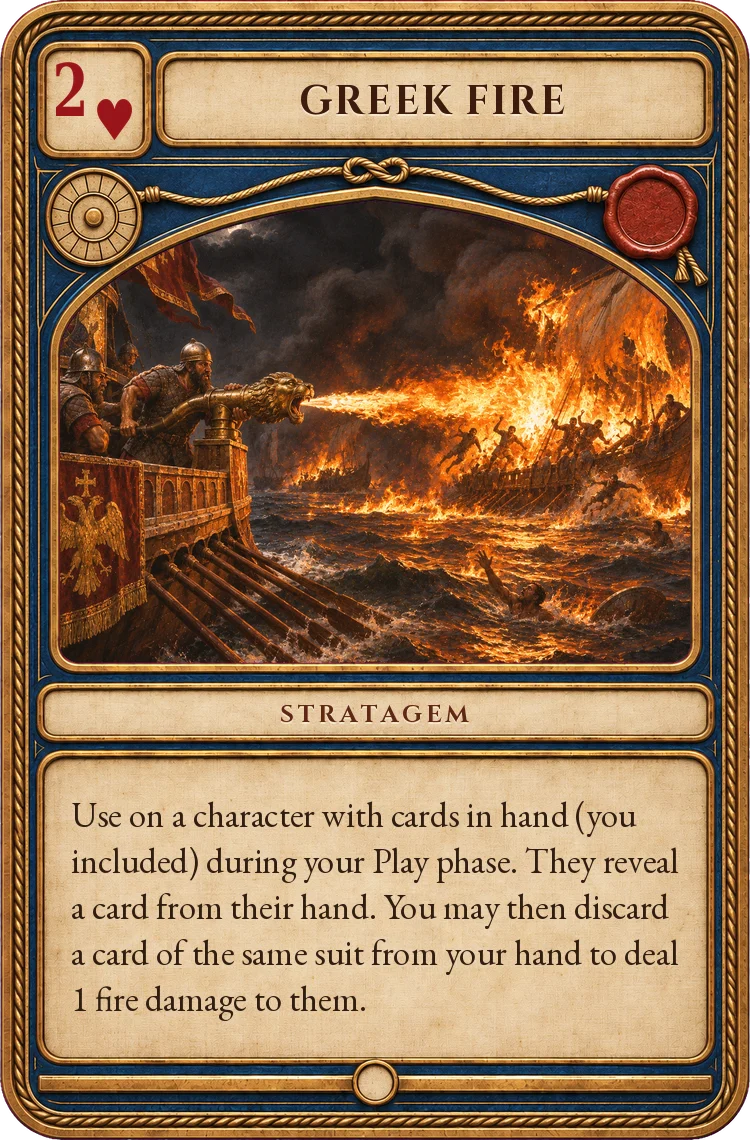 2♥
GREEK FIRE
STRATAGEM
Use on a character with cards in hand (you
included) during your Play phase. They reveal
a card from their hand. You may then discard
a card of the same suit from your hand to deal
1 fire damage to them.